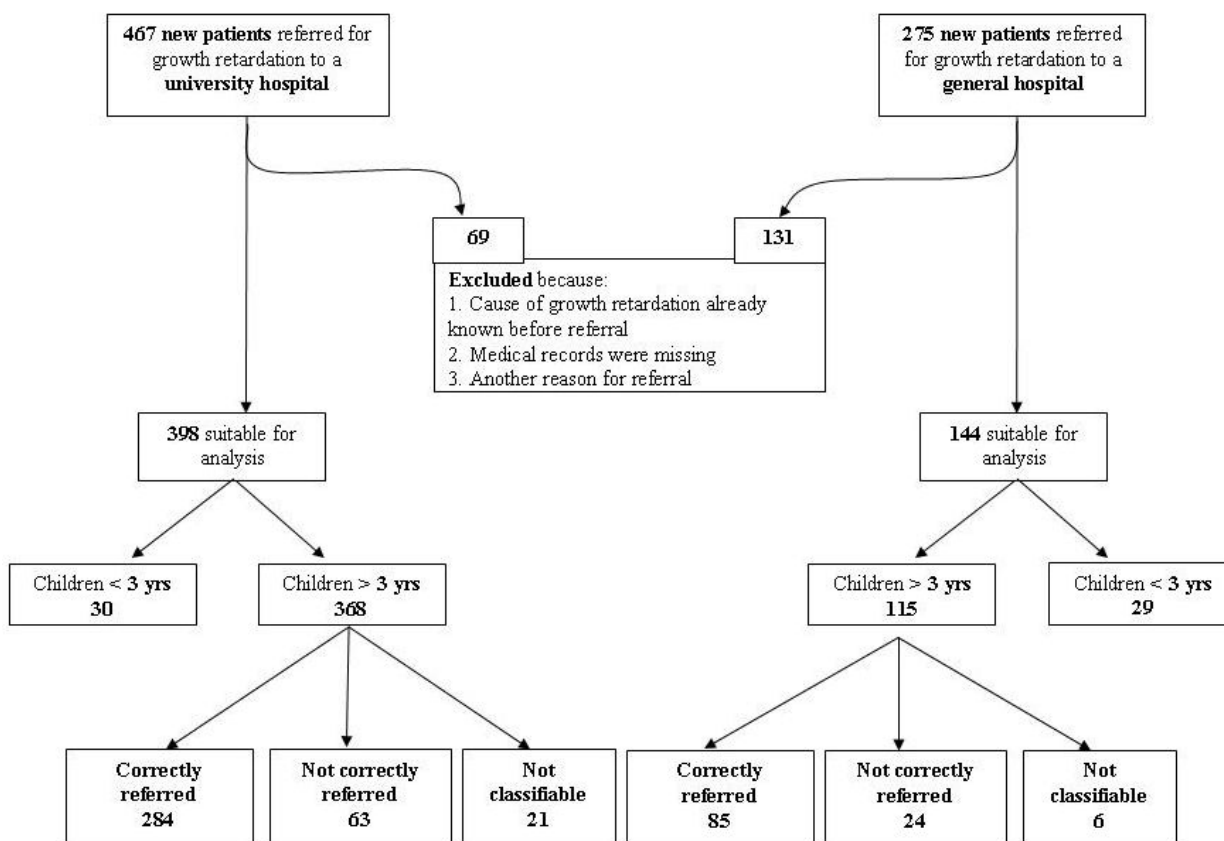 467 new patients referred for
growth retardation to a
university hospital
275 new patients referred
for growth retardation to a
general hospital
69
131
Excluded because:
1. Cause of growth retardation already
known before referral
2. Medical records were missing
3. Another reason for referral
398 suitable for
analysis
144 suitable for
analysis
Children < 3 yrs
30
Children > 3 yrs
368
Children > 3 yrs
115
Children < 3 yrs
29
Correctly
referred
284
Not correctly
referred
63
Not
classifiable
21
Correctly
referred
85
Not correctly
referred
24
Not
classifiable
6